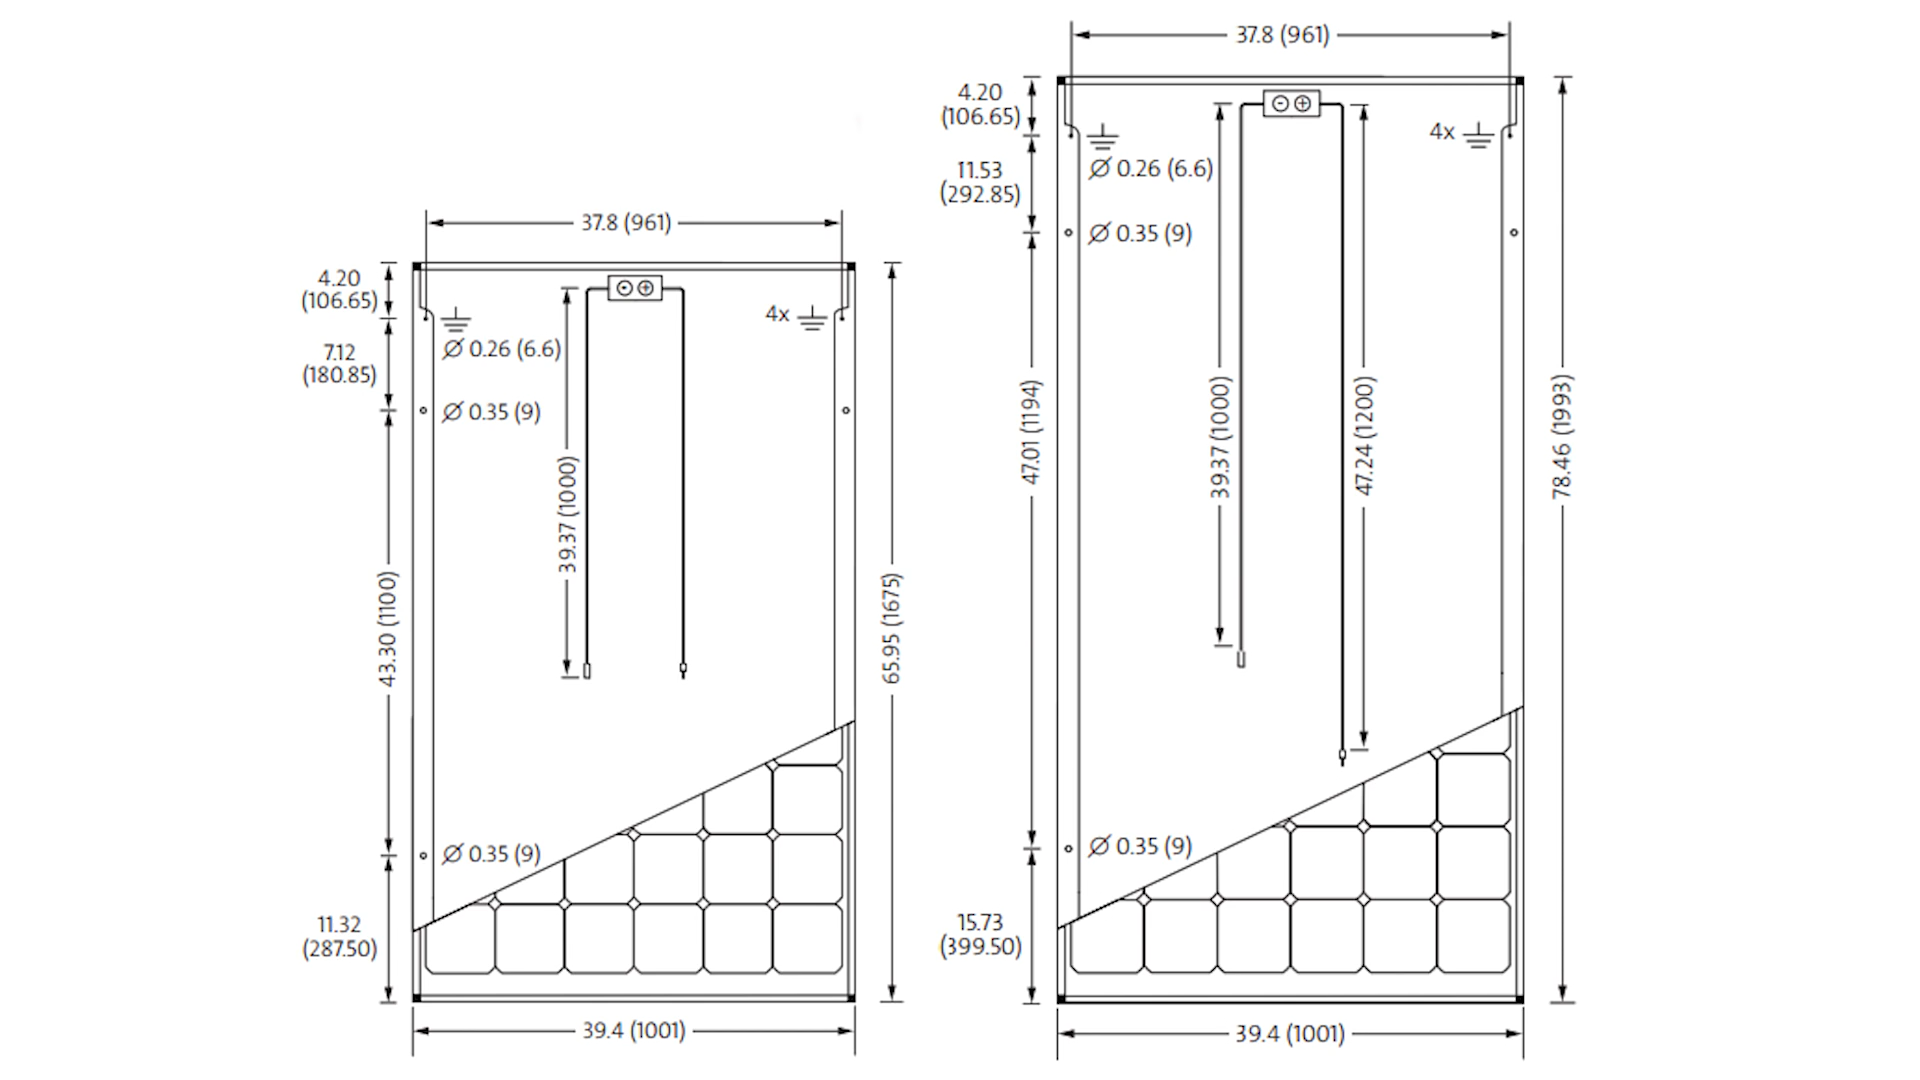 37.8 (961)
4.20
(106.65)
4x
7.12
(180.85)
Ø 0.26 (6.6)
Ø 0.35 (9)
39.37 (1000)
43.30 (1100)
65.95 (1675)
Ø 0.35 (9)
11.32
(287.50)
39.4 (1001)
37.8 (961)
4.20
(106.65)
4x
11.53
(292.85)
Ø 0.26 (6.6)
Ø 0.35 (9)
47.01 (1194)
39.37 (1000)
47.24 (1200)
78.46 (1993)
Ø 0.35 (9)
15.73
(399.50)
39.4 (1001)